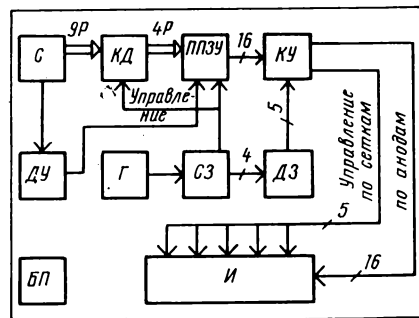 9Р
4Р
16
С
КД
ППЗУ
КУ
Управле-
ние
5
Управление
по сеткам
по анодам
ДУ
Г
СЗ
4
ДЗ
5
БП
И
16